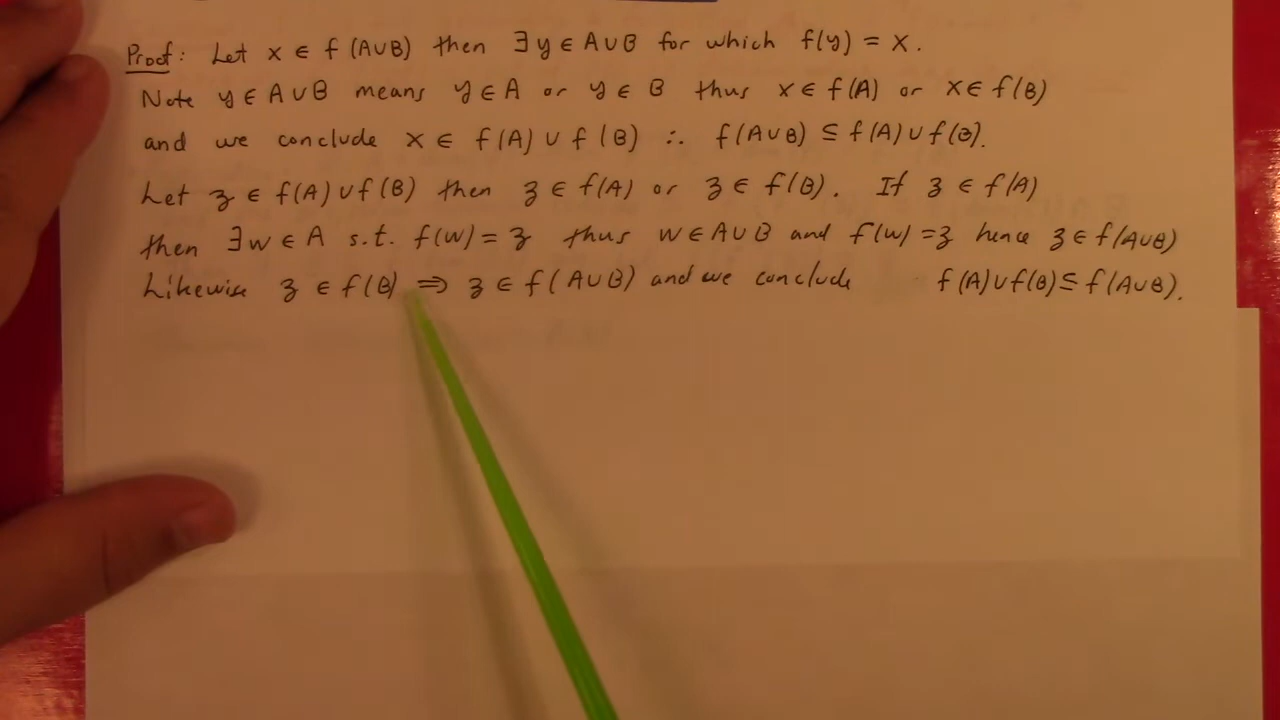 Proof: Let x ∈ f(A∪B) then ∃y ∈ A∪B for which f(y) = x.
Note y ∈ A∪B means y ∈ A or y ∈ B thus x ∈ f(A) or x ∈ f(B)
and we conclude x ∈ f(A) ∪ f(B) ∴ f(A∪B) ⊆ f(A) ∪ f(B).
Let z ∈ f(A) ∪ f(B) then z ∈ f(A) or z ∈ f(B). If z ∈ f(A)
then ∃w ∈ A s.t. f(w) = z thus w ∈ A∪B and f(w) = z hence z ∈ f(A∪B)
Likewise z ∈ f(B) ⇒ z ∈ f(A∪B) and we conclude f(A) ∪ f(B) ⊆ f(A∪B).